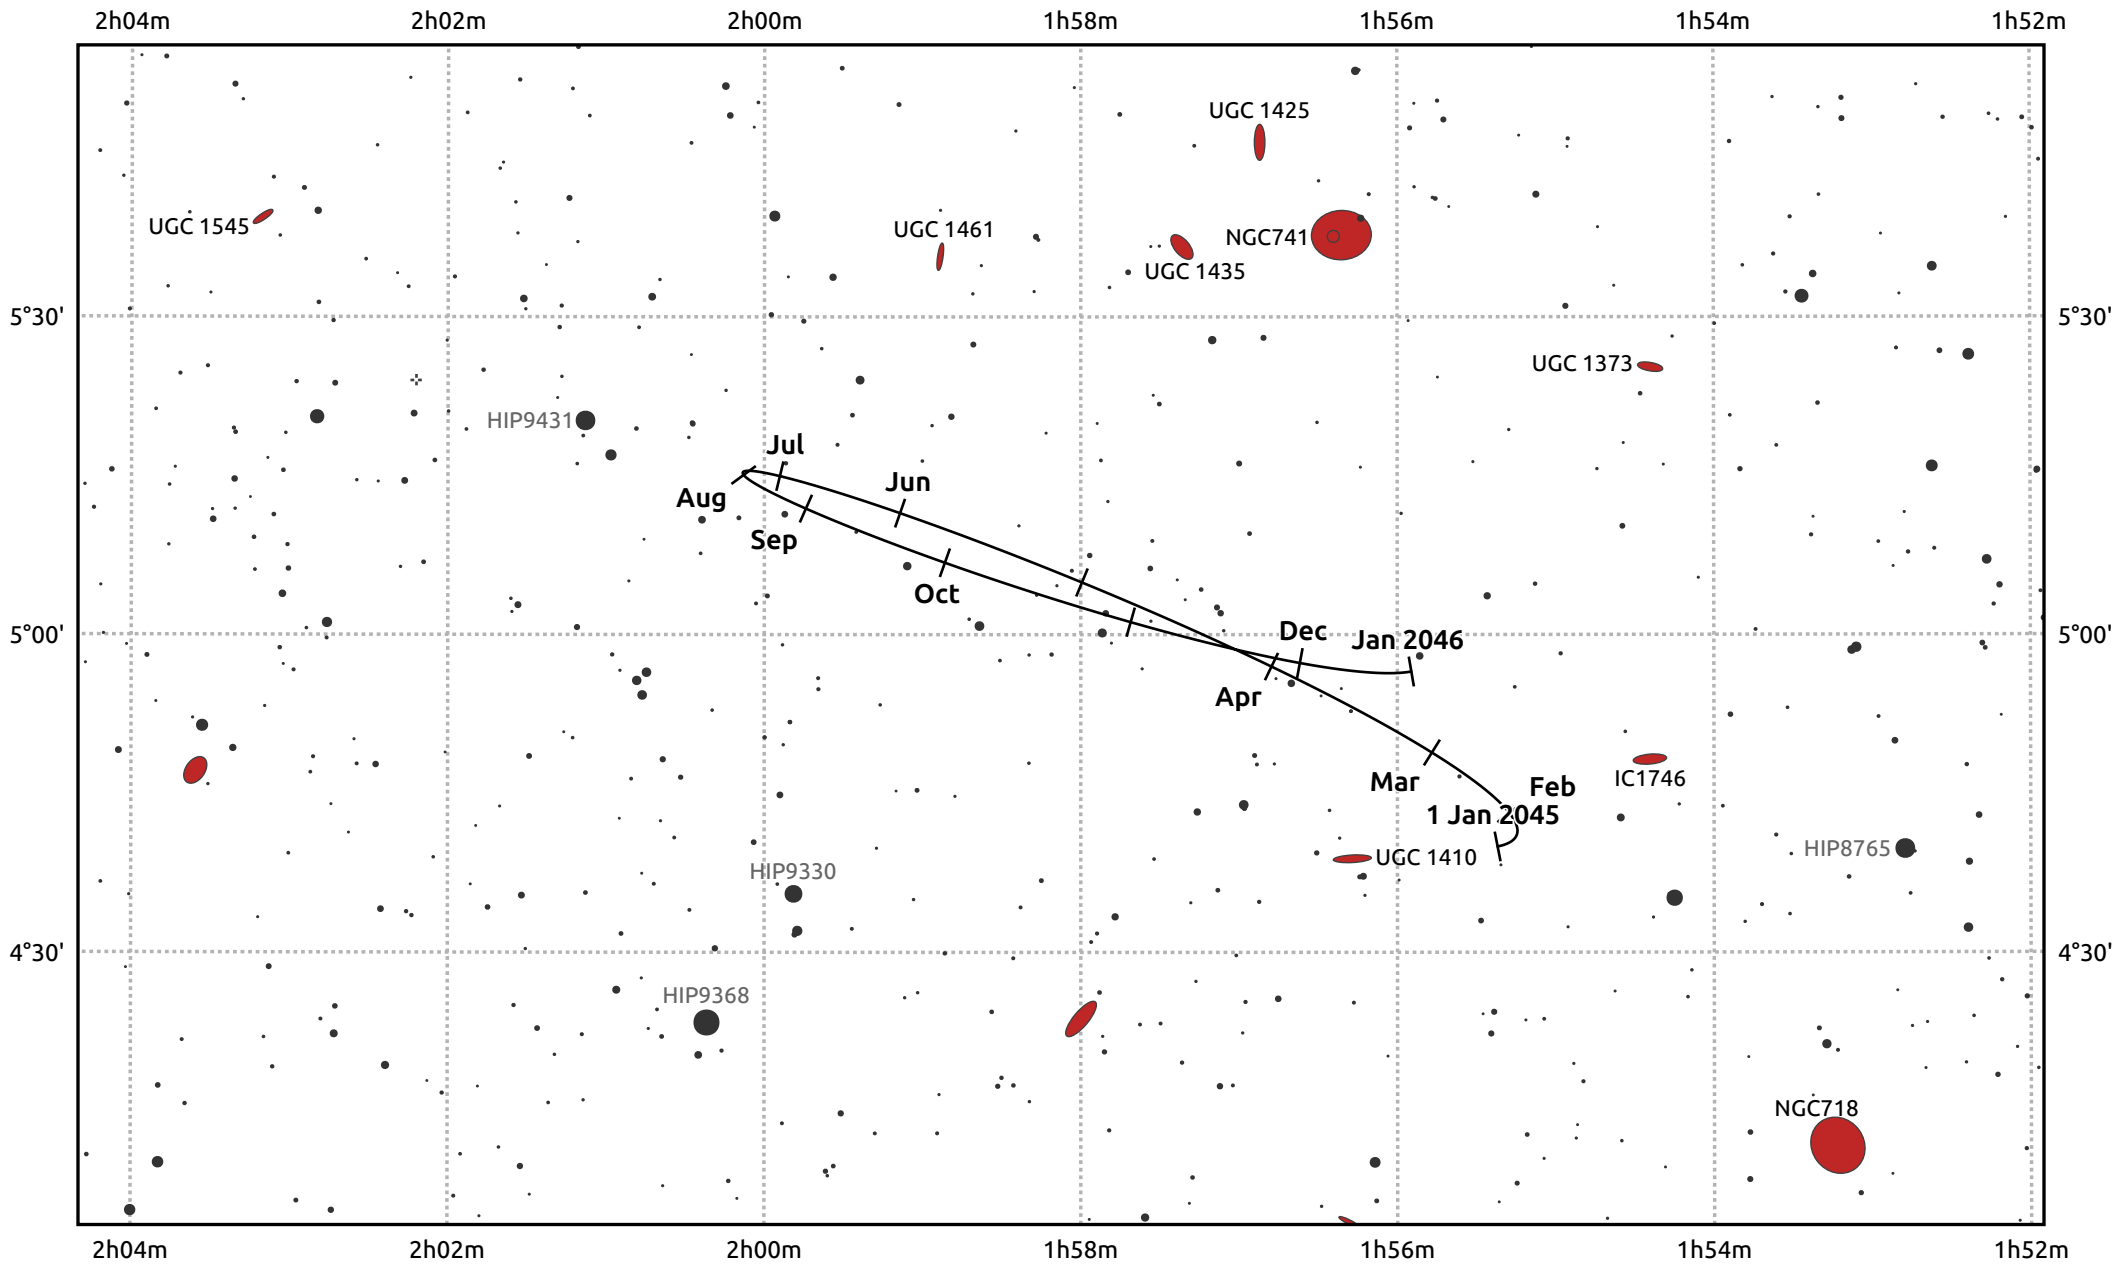 2h04m 2h02m 2h00m 1h58m 1h56m 1h54m 1h52m
UGC 1425
UGC 1545
UGC 1461
NGC741
UGC 1435
5°30' 5°30'
UGC 1373
HIP9431
Jul
Jun
Aug
Sep
Oct
5°00' 5°00'
Dec
Jan 2046
Apr
Mar
Feb
IC1746
1 Jan 2045
HIP8765
UGC 1410
HIP9330
4°30' 4°30'
HIP9368
NGC718
2h04m 2h02m 2h00m 1h58m 1h56m 1h54m 1h52m